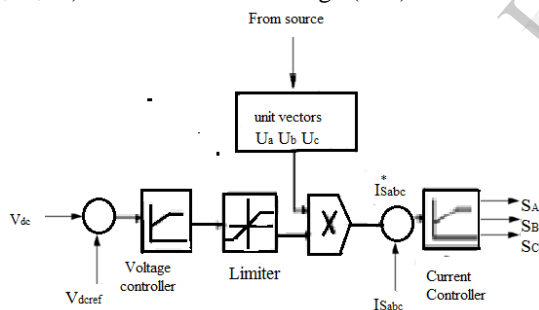 From source
unit vectors
Ua Ub Uc
*
ISabc
Vdc
X
SA
SB
SC
Voltage
controller
Limiter
Current
Controller
Vdcref
ISabc